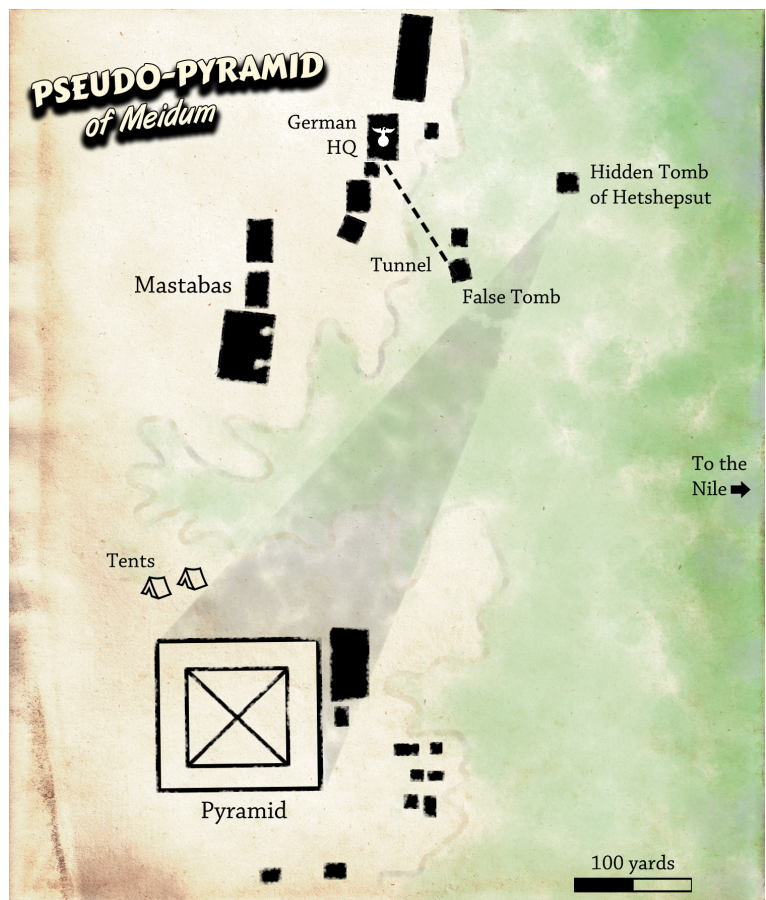 PSEUDO-PYRAMID
of Meidum
German
HQ
Hidden Tomb
of Hetshepsut
Tunnel
False Tomb
Mastabas
To the
Nile
Tents
Pyramid
100 yards